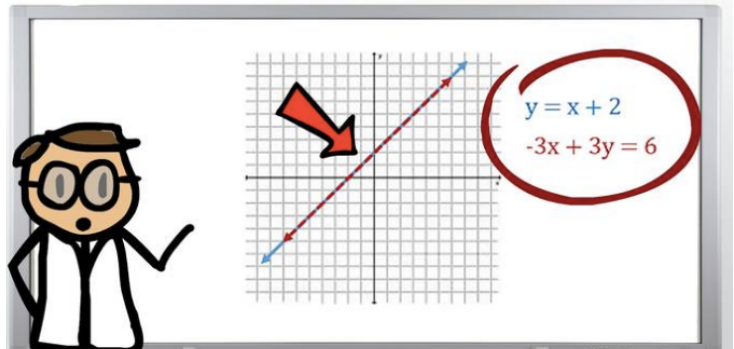 y
x
y = x + 2
-3x + 3y = 6